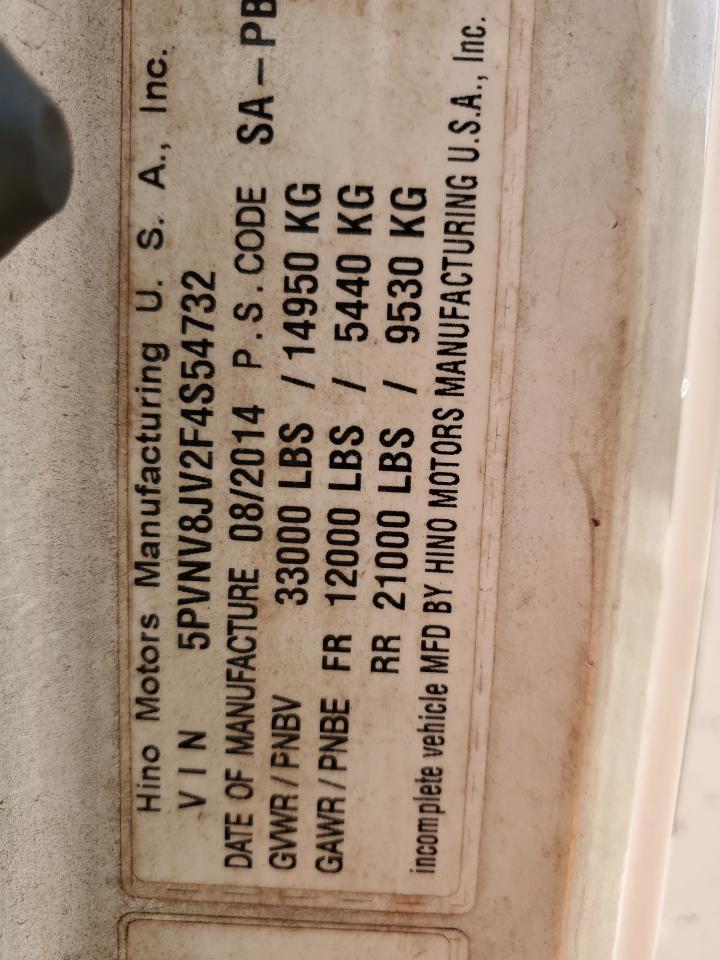 Hino Motors Manufacturing U. S. A., Inc.
VIN 5PVNV8JV2F4S54732
DATE OF MANUFACTURE 08/2014 P.S.CODE SA-PB
GVWR/PNBV 33000 LBS /14950 KG
GAWR/PNBE FR 12000 LBS / 5440 KG
RR 21000 LBS / 9530 KG
incomplete vehicle MFD BY HINO MOTORS MANUFACTURING U.S.A., Inc.